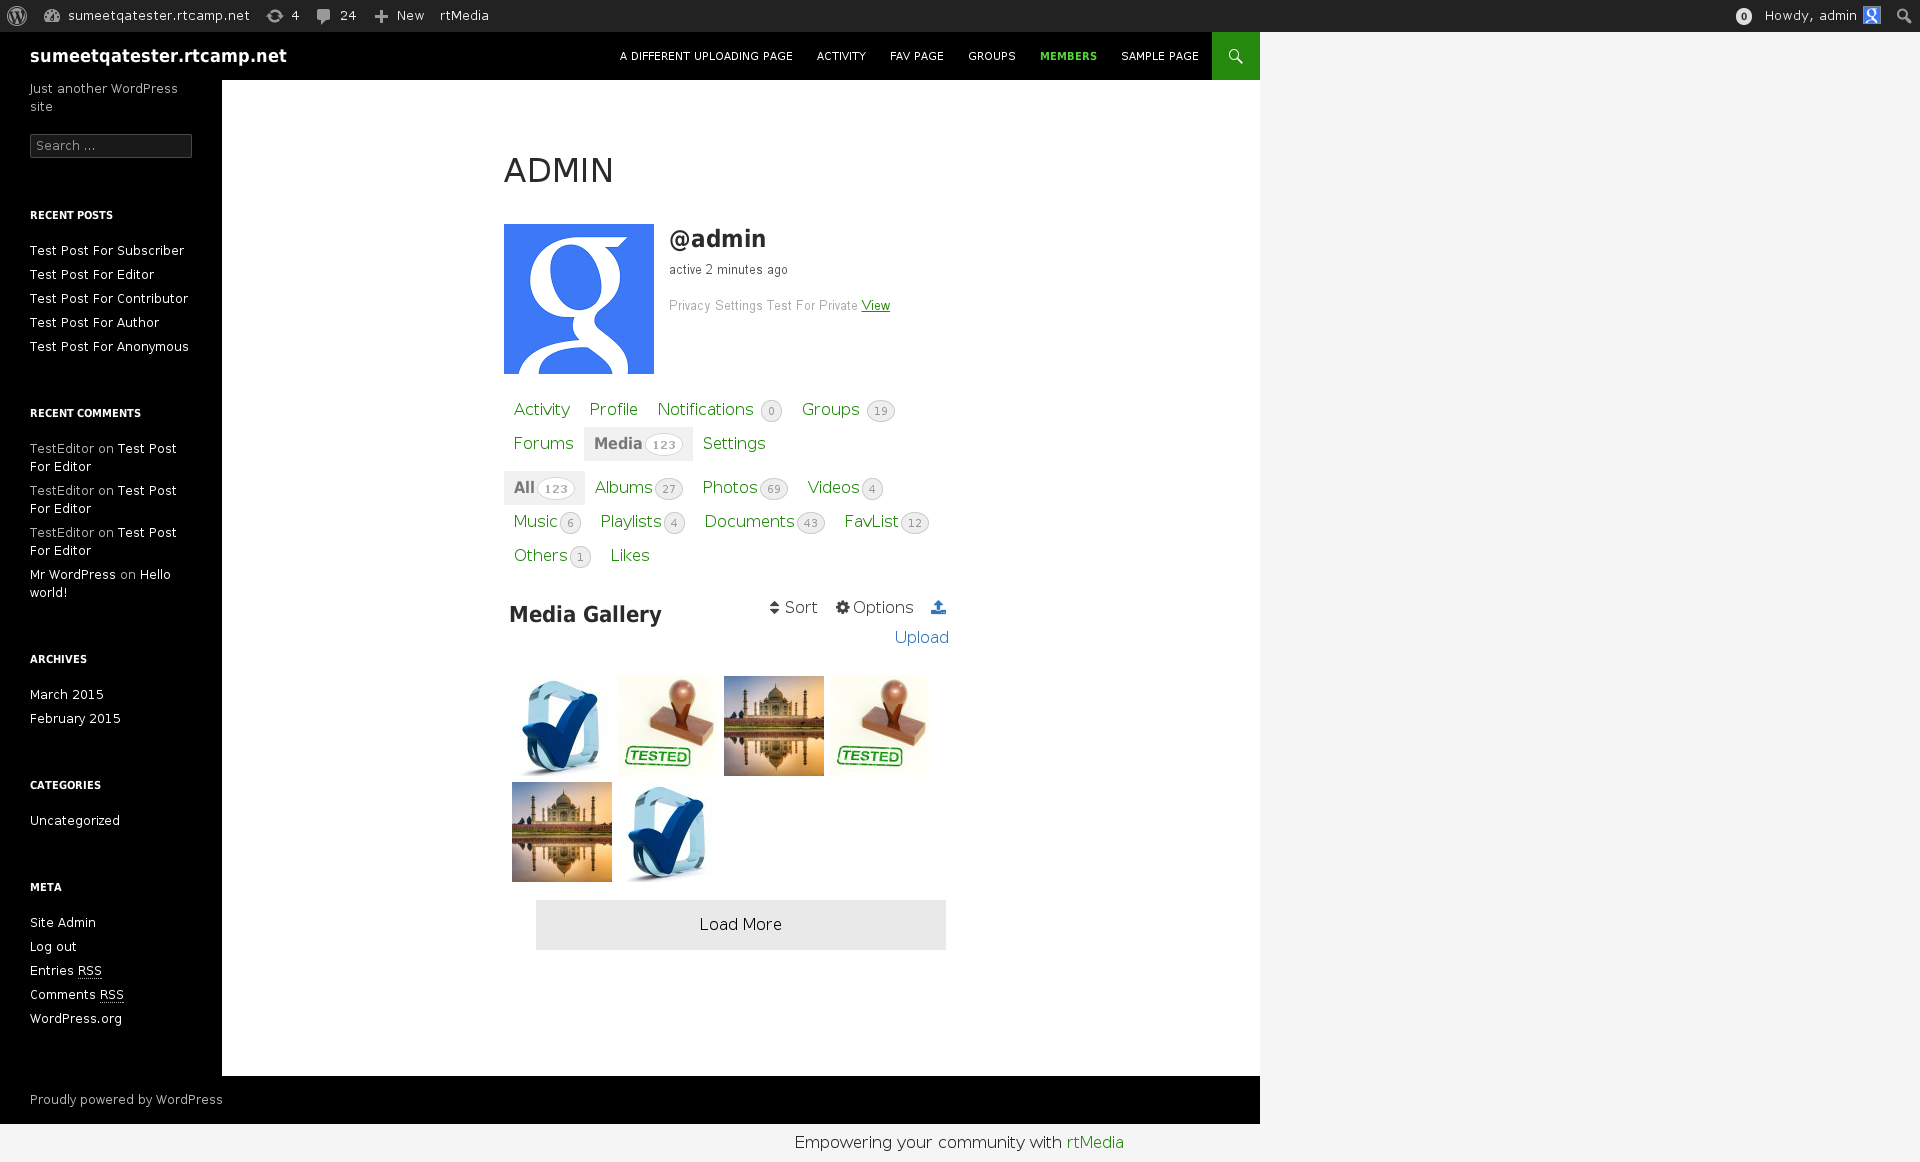 sumeetqatester.rtcamp.net 4 24 New rtMedia 0 Howdy, admin
sumeetqatester.rtcamp.net
A DIFFERENT UPLOADING PAGE ACTIVITY FAV PAGE GROUPS MEMBERS SAMPLE PAGE
Just another WordPress
site
Search ...
RECENT POSTS
Test Post For Subscriber
Test Post For Editor
Test Post For Contributor
Test Post For Author
Test Post For Anonymous
RECENT COMMENTS
TestEditor on Test Post
For Editor
TestEditor on Test Post
For Editor
TestEditor on Test Post
For Editor
Mr WordPress on Hello
world!
ARCHIVES
March 2015
February 2015
CATEGORIES
Uncategorized
META
Site Admin
Log out
Entries RSS
Comments RSS
WordPress.org
ADMIN
g
@admin
active 2 minutes ago
Privacy Settings Test For Private View
Activity Profile Notifications 0 Groups 19
Forums Media 123 Settings
All 123 Albums 27 Photos 69 Videos 4
Music 6 Playlists 4 Documents 43 FavList 12
Others 1 Likes
Media Gallery
Sort Options
Upload
TESTED
TESTED
Load More
Proudly powered by WordPress
Empowering your community with rtMedia